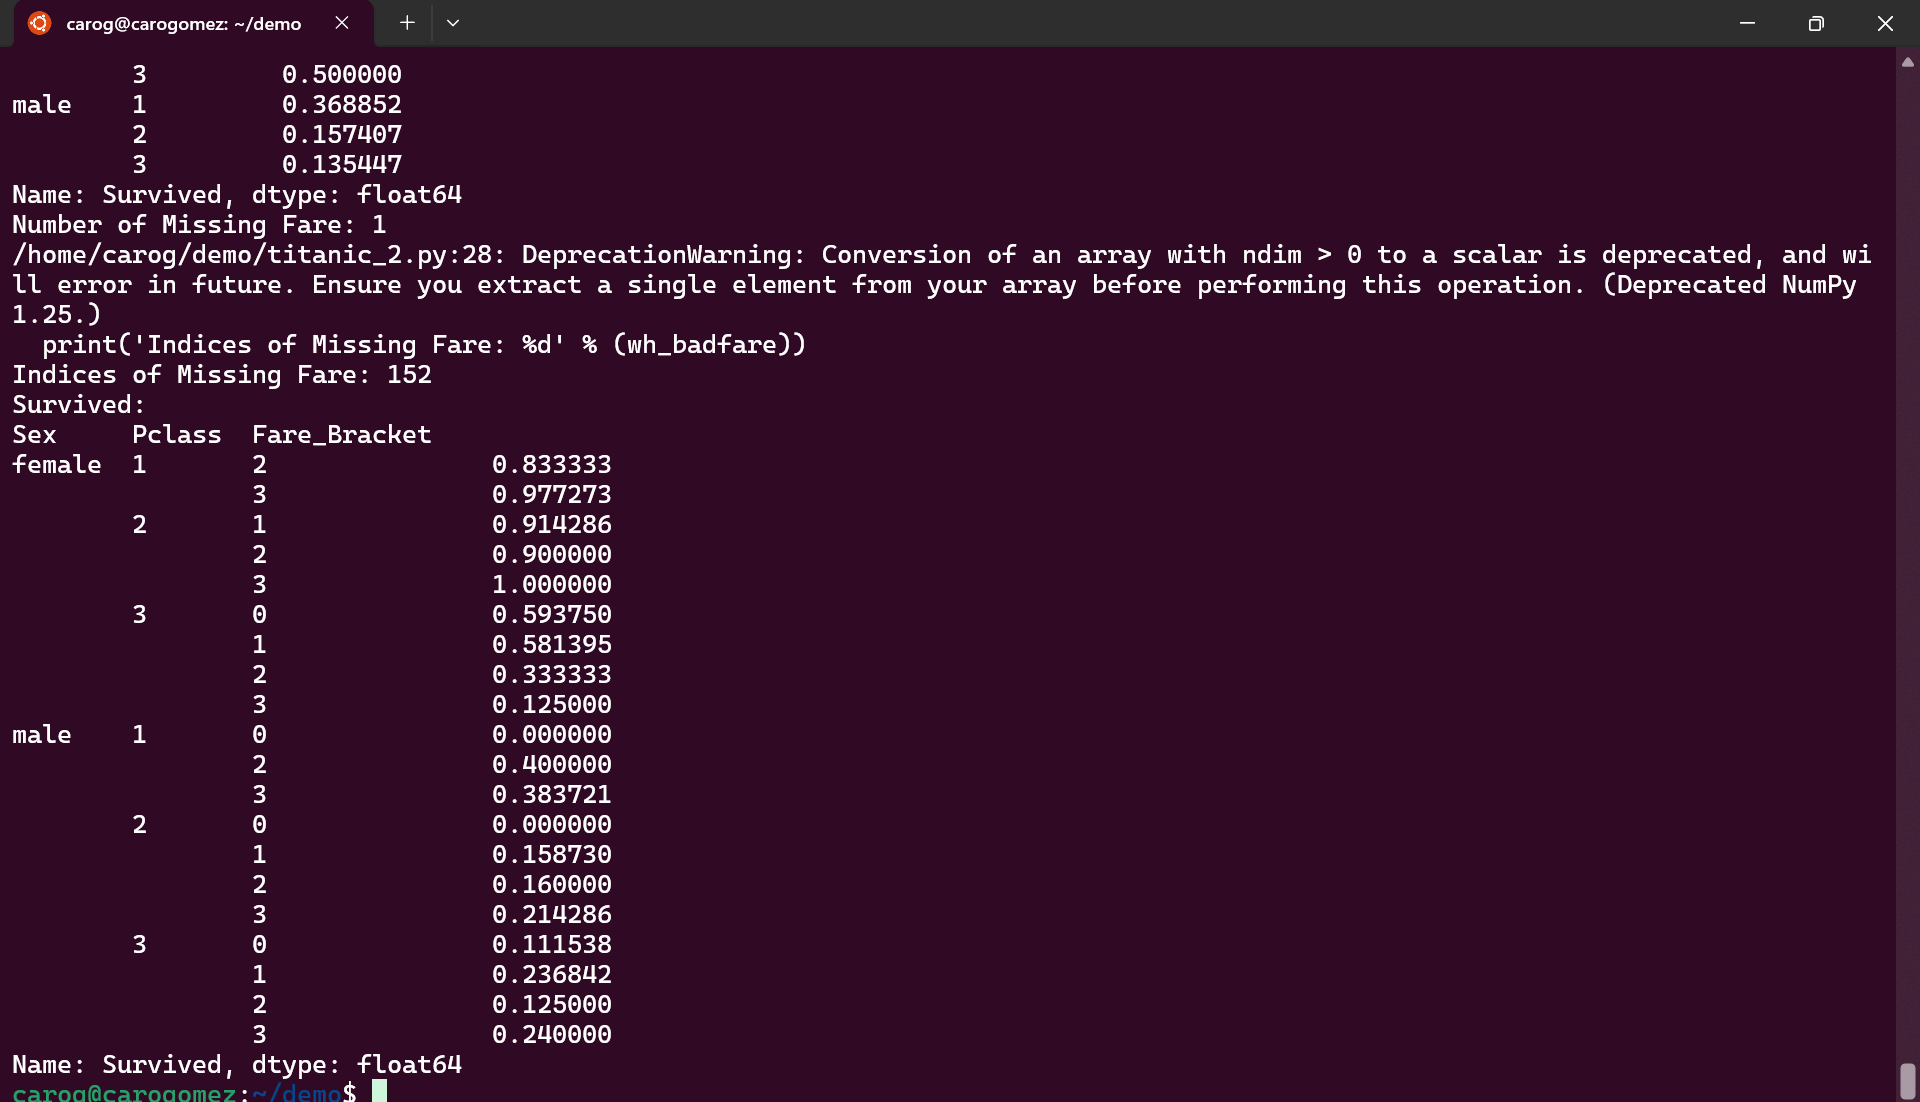 carog@carogomez: ~/demo
3 0.500000
male 1 0.368852
2 0.157407
3 0.135447
Name: Survived, dtype: float64
Number of Missing Fare: 1
/home/carog/demo/titanic_2.py:28: DeprecationWarning: Conversion of an array with ndim > 0 to a scalar is deprecated, and wi
ll error in future. Ensure you extract a single element from your array before performing this operation. (Deprecated NumPy
1.25.)
print('Indices of Missing Fare: %d' % (wh_badfare))
Indices of Missing Fare: 152
Survived:
Sex Pclass Fare_Bracket
female 1 2 0.833333
3 0.977273
2 1 0.914286
2 0.900000
3 1.000000
3 0 0.593750
1 0.581395
2 0.333333
3 0.125000
male 1 0 0.000000
2 0.400000
3 0.383721
2 0 0.000000
1 0.158730
2 0.160000
3 0.214286
3 0 0.111538
1 0.236842
2 0.125000
3 0.240000
Name: Survived, dtype: float64
carog@carogomez:~/demo$